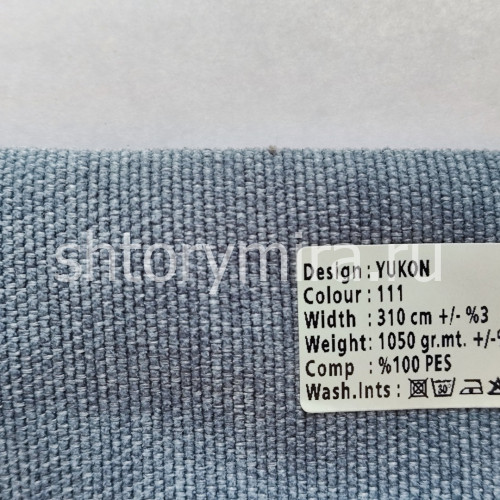 shtorymira.ru
Design : YUKON
Colour : 111
Width : 310 cm +/- %3
Weight: 1050 gr.mt. +/-%
Comp : %100 PES
Wash.Ints : 30